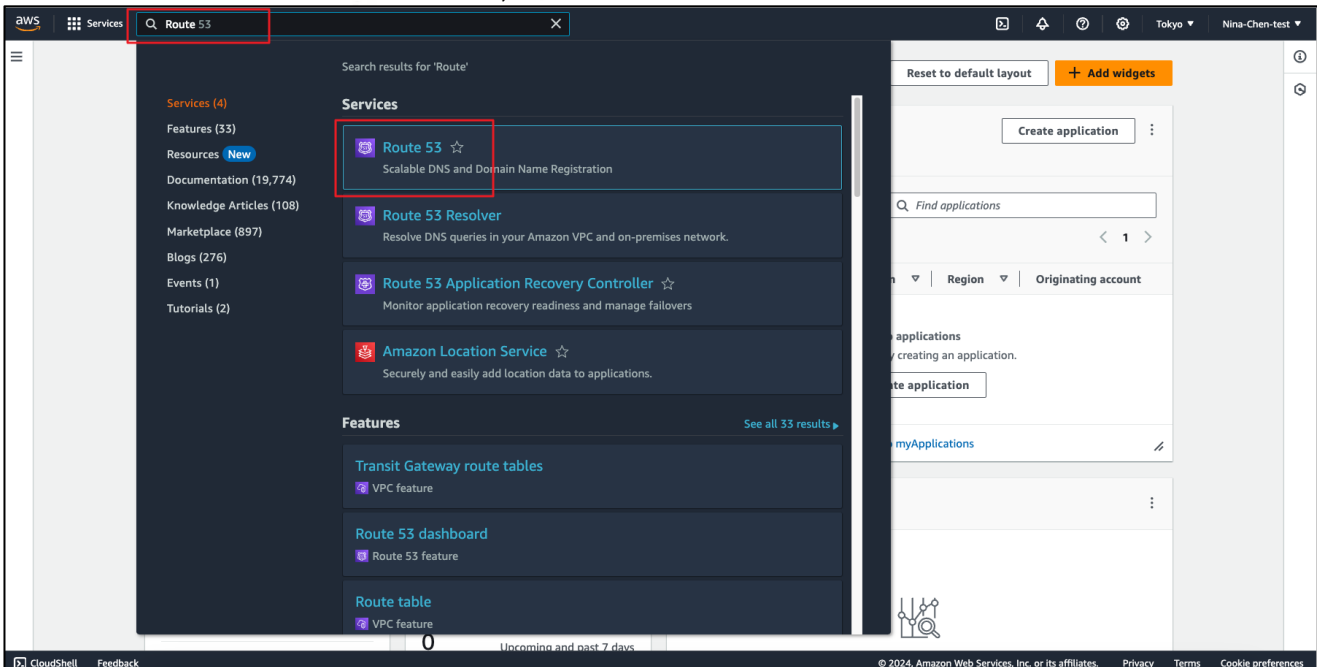 aws
Services
Route 53
Tokyo
Nina-Chen-test
Search results for 'Route'
Services (4)
Features (33)
Resources New
Documentation (19,774)
Knowledge Articles (108)
Marketplace (897)
Blogs (276)
Events (1)
Tutorials (2)
Services
Route 53
Scalable DNS and Domain Name Registration
Route 53 Resolver
Resolve DNS queries in your Amazon VPC and on-premises network.
Route 53 Application Recovery Controller
Monitor application recovery readiness and manage failovers
Amazon Location Service
Securely and easily add location data to applications.
Features
See all 33 results
Transit Gateway route tables
VPC feature
Route 53 dashboard
Route 53 feature
Route table
VPC feature
Reset to default layout
+ Add widgets
Create application
Find applications
1
Region
Originating account
applications
creating an application.
application
myApplications
0
Upcoming and past 7 days
CloudShell
Feedback
© 2024, Amazon Web Services, Inc. or its affiliates.
Privacy
Terms
Cookie preferences